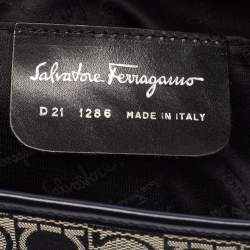 Salvatore Ferragamo
D21 1286 MADE IN ITALY